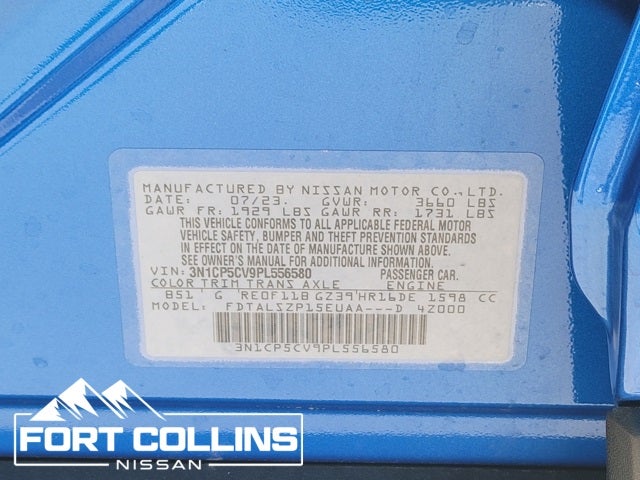 MANUFACTURED BY NISSAN MOTOR CO., LTD.
DATE: 07/23. GVWR: 3660 LBS
GAWR FR: 1929 LBS GAWR RR: 1731 LBS
THIS VEHICLE CONFORMS TO ALL APPLICABLE FEDERAL MOTOR
VEHICLE SAFETY, BUMPER AND THEFT PREVENTION STANDARDS
IN EFFECT ON THE DATE OF MANUFACTURE SHOWN ABOVE.
SEE OWNER'S MANUAL FOR ADDITIONAL INFORMATION.
VIN: 3N1CP5CV9PL556580 PASSENGER CAR.
COLOR TRIM TRANS AXLE ENGINE
B51 G RE0F11B GZ39 HR16DE 1598 CC
MODEL: FDTALSZP15EUAA---D 42000
3N1CP5CV9PL556580
FORT COLLINS
NISSAN